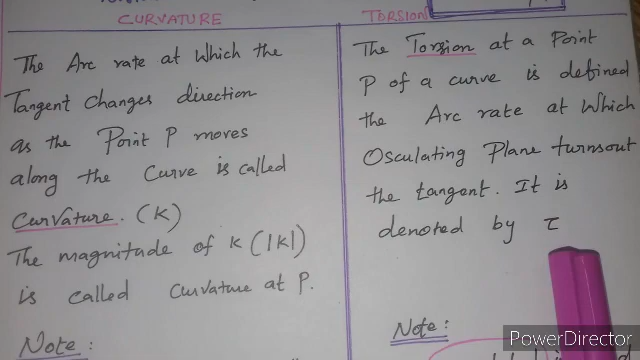 CURVATURE
The Arc rate at Which the
Tangent changes direction
as the Point P moves
along the Curve is called
Curvature. (K)
The magnitude of K (|K|)
is called Curvature at P.
Note:
TORSION
The Torsion at a Point
P of a curve is defined
the Arc rate at Which
Osculating Plane turnsout
the tangent. It is
denoted by τ
Note:
PowerDirector